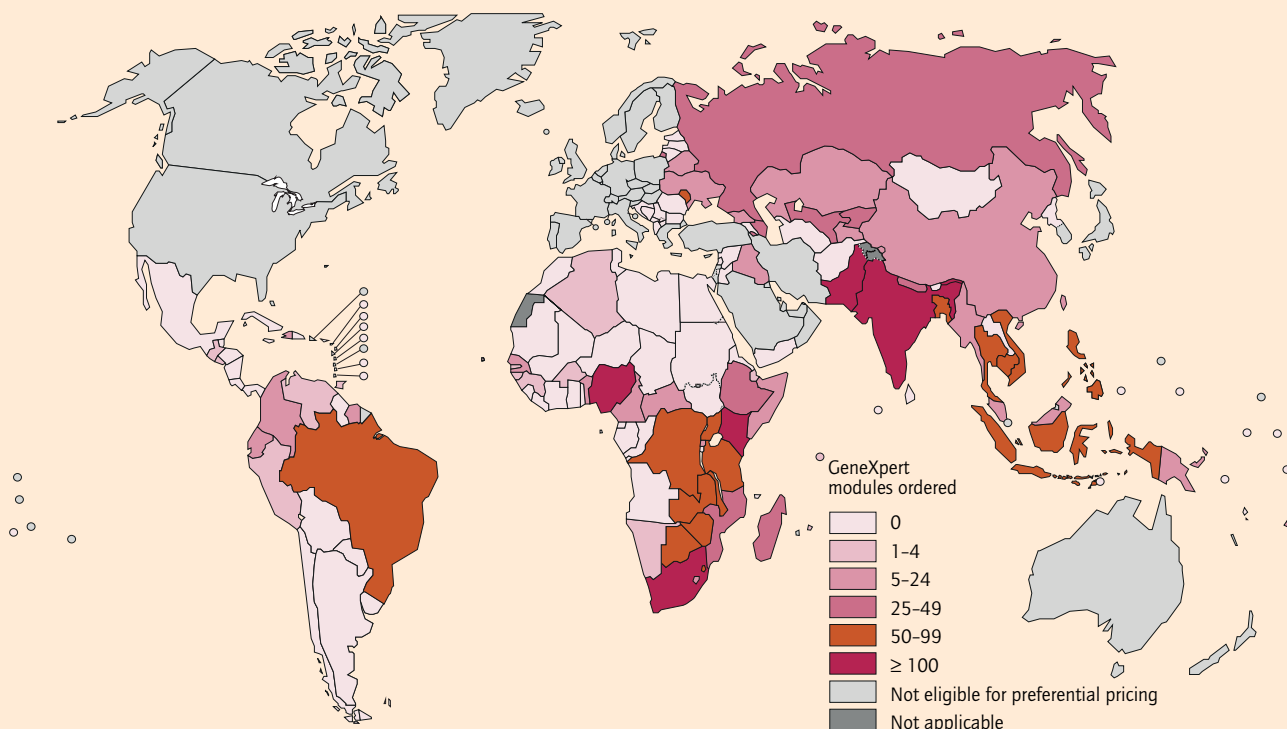 GeneXpert
modules ordered
0
1–4
5–24
25–49
50–99
≥ 100
Not eligible for preferential pricing
Not applicable